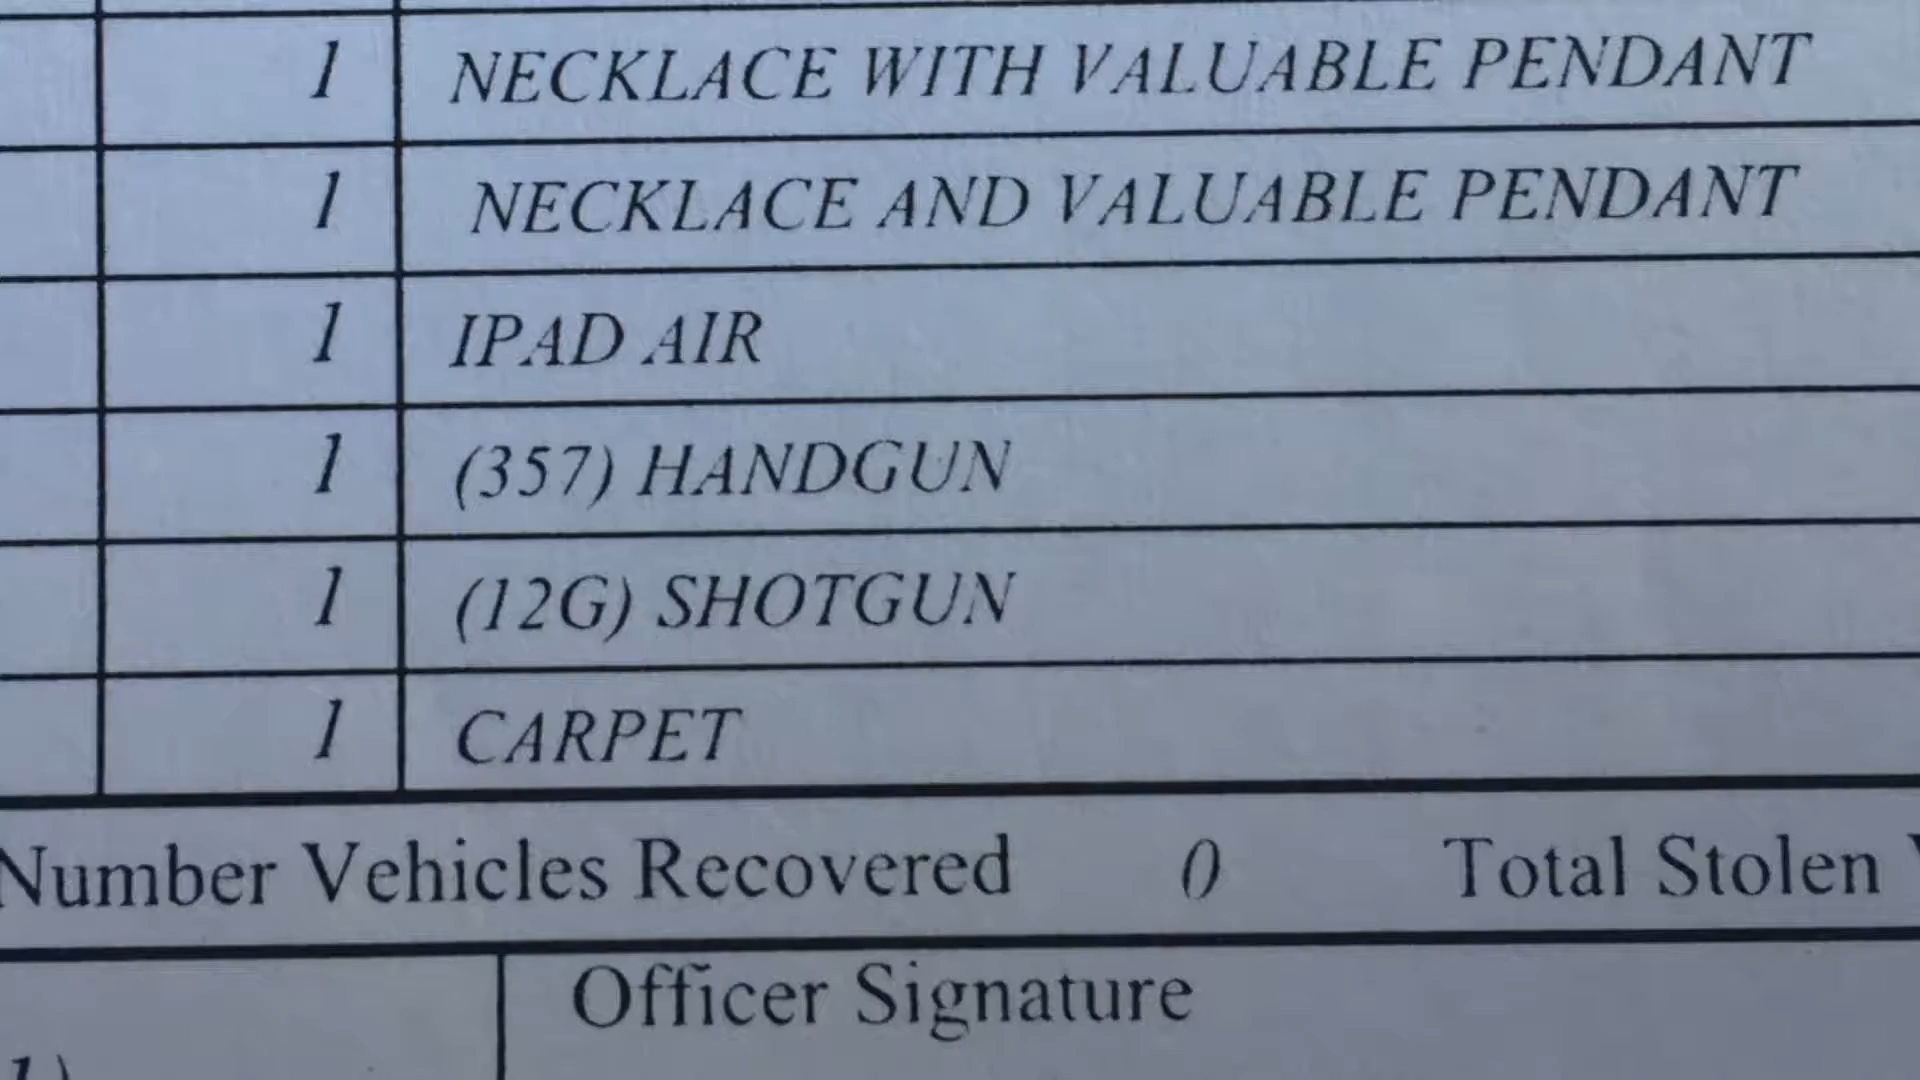 1 NECKLACE WITH VALUABLE PENDANT
1 NECKLACE AND VALUABLE PENDANT
1 IPAD AIR
1 (357) HANDGUN
1 (12G) SHOTGUN
1 CARPET
Number Vehicles Recovered 0 Total Stolen
Officer Signature